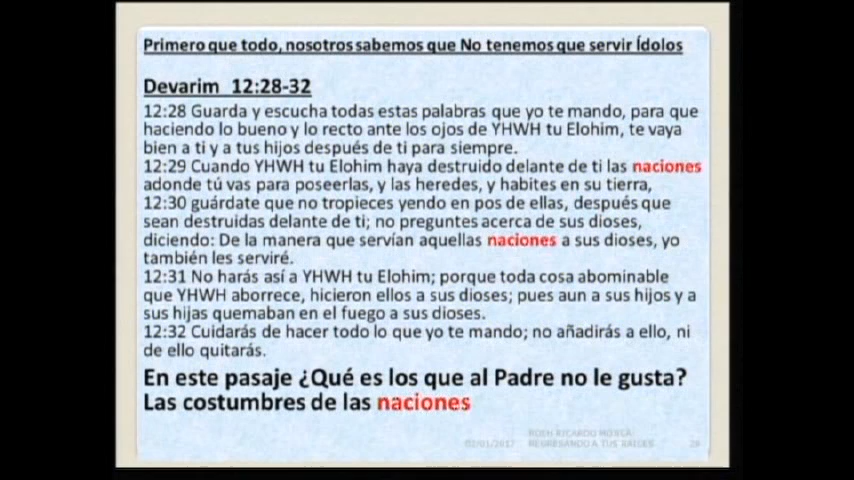 Primero que todo, nosotros sabemos que No tenemos que servir Ídolos
Devarim 12:28-32
12:28 Guarda y escucha todas estas palabras que yo te mando, para que
haciendo lo bueno y lo recto ante los ojos de YHWH tu Elohim, te vaya
bien a ti y a tus hijos después de ti para siempre.
12:29 Cuando YHWH tu Elohim haya destruido delante de ti las naciones
adonde tú vas para poseerlas, y las heredes, y habites en su tierra,
12:30 guárdate que no tropieces yendo en pos de ellas, después que
sean destruidas delante de ti; no preguntes acerca de sus dioses,
diciendo: De la manera que servían aquellas naciones a sus dioses, yo
también les serviré.
12:31 No harás así a YHWH tu Elohim; porque toda cosa abominable
que YHWH aborrece, hicieron ellos a sus dioses; pues aun a sus hijos y a
sus hijas quemaban en el fuego a sus dioses.
12:32 Cuidarás de hacer todo lo que yo te mando; no añadirás a ello, ni
de ello quitarás.
En este pasaje ¿Qué es los que al Padre no le gusta?
Las costumbres de las naciones
RICARDO
02/01/2017 REGRESANDO A TUS RAICES